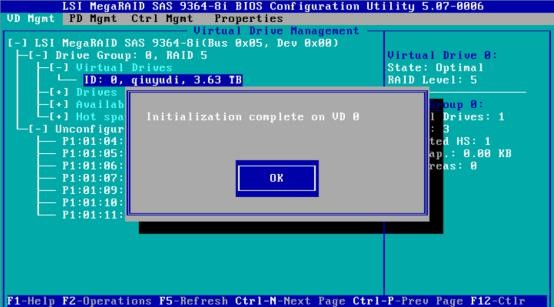 LSI MegaRAID SAS 9364-8i BIOS Configuration Utility 5.07-0006
VD Mgmt PD Mgmt Ctrl Mgmt Properties
Virtual Drive Management
[-] LSI MegaRAID SAS 9364-8i(Bus 0x05, Dev 0x00)
[-] Drive Group: 0, RAID 5
[-] Virtual Drives
ID: 0, qiuyudi, 3.63 TB
[+] Drives
[+] Availab
[+] Hot spa
[-] Unconfigur
P1:01:04:
P1:01:05:
P1:01:06:
P1:01:07:
P1:01:09:
P1:01:10:
P1:01:11:
Virtual Drive 0:
State: Optimal
RAID Level: 5
oup 0:
l Drives: 1
: 3
ted HS: 1
ap.: 0.00 KB
reas: 0
Initialization complete on VD 0
OK
F1-Help F2-Operations F5-Refresh Ctrl-N-Next Page Ctrl-P-Prev Page F12-Ctlr